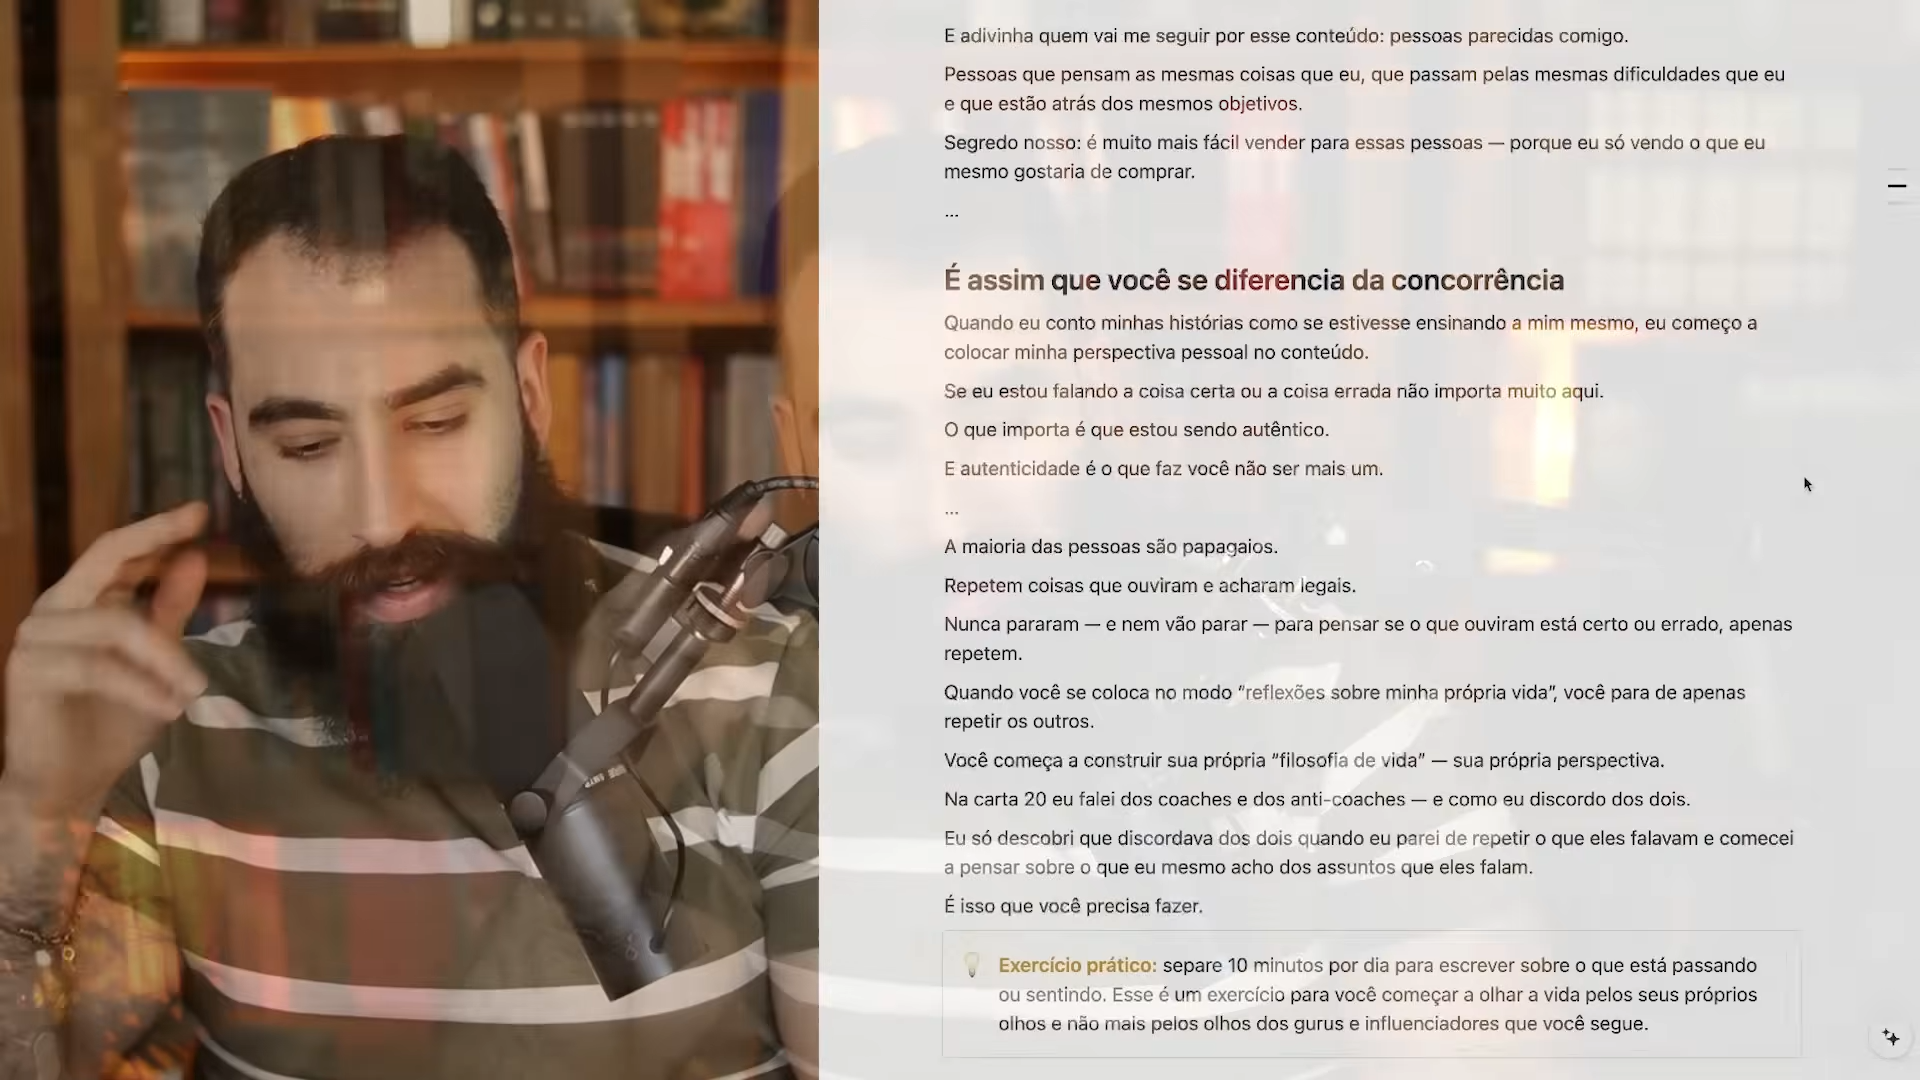 E adivinha quem vai me seguir por esse conteúdo: pessoas parecidas comigo.
Pessoas que pensam as mesmas coisas que eu, que passam pelas mesmas dificuldades que eu
e que estão atrás dos mesmos objetivos.
Segredo nosso: é muito mais fácil vender para essas pessoas — porque eu só vendo o que eu
mesmo gostaria de comprar.
...
É assim que você se diferencia da concorrência
Quando eu conto minhas histórias como se estivesse ensinando a mim mesmo, eu começo a
colocar minha perspectiva pessoal no conteúdo.
Se eu estou falando a coisa certa ou a coisa errada não importa muito aqui.
O que importa é que estou sendo autêntico.
E autenticidade é o que faz você não ser mais um.
...
A maioria das pessoas são papagaios.
Repetem coisas que ouviram e acharam legais.
Nunca pararam — e nem vão parar — para pensar se o que ouviram está certo ou errado, apenas
repetem.
Quando você se coloca no modo “reflexões sobre minha própria vida”, você para de apenas
repetir os outros.
Você começa a construir sua própria “filosofia de vida” — sua própria perspectiva.
Na carta 20 eu falei dos coaches e dos anti-coaches — e como eu discordo dos dois.
Eu só descobri que discordava dos dois quando eu parei de repetir o que eles falavam e comecei
a pensar sobre o que eu mesmo acho dos assuntos que eles falam.
É isso que você precisa fazer.
Exercício prático: separe 10 minutos por dia para escrever sobre o que está passando
ou sentindo. Esse é um exercício para você começar a olhar a vida pelos seus próprios
olhos e não mais pelos olhos dos gurus e influenciadores que você segue.